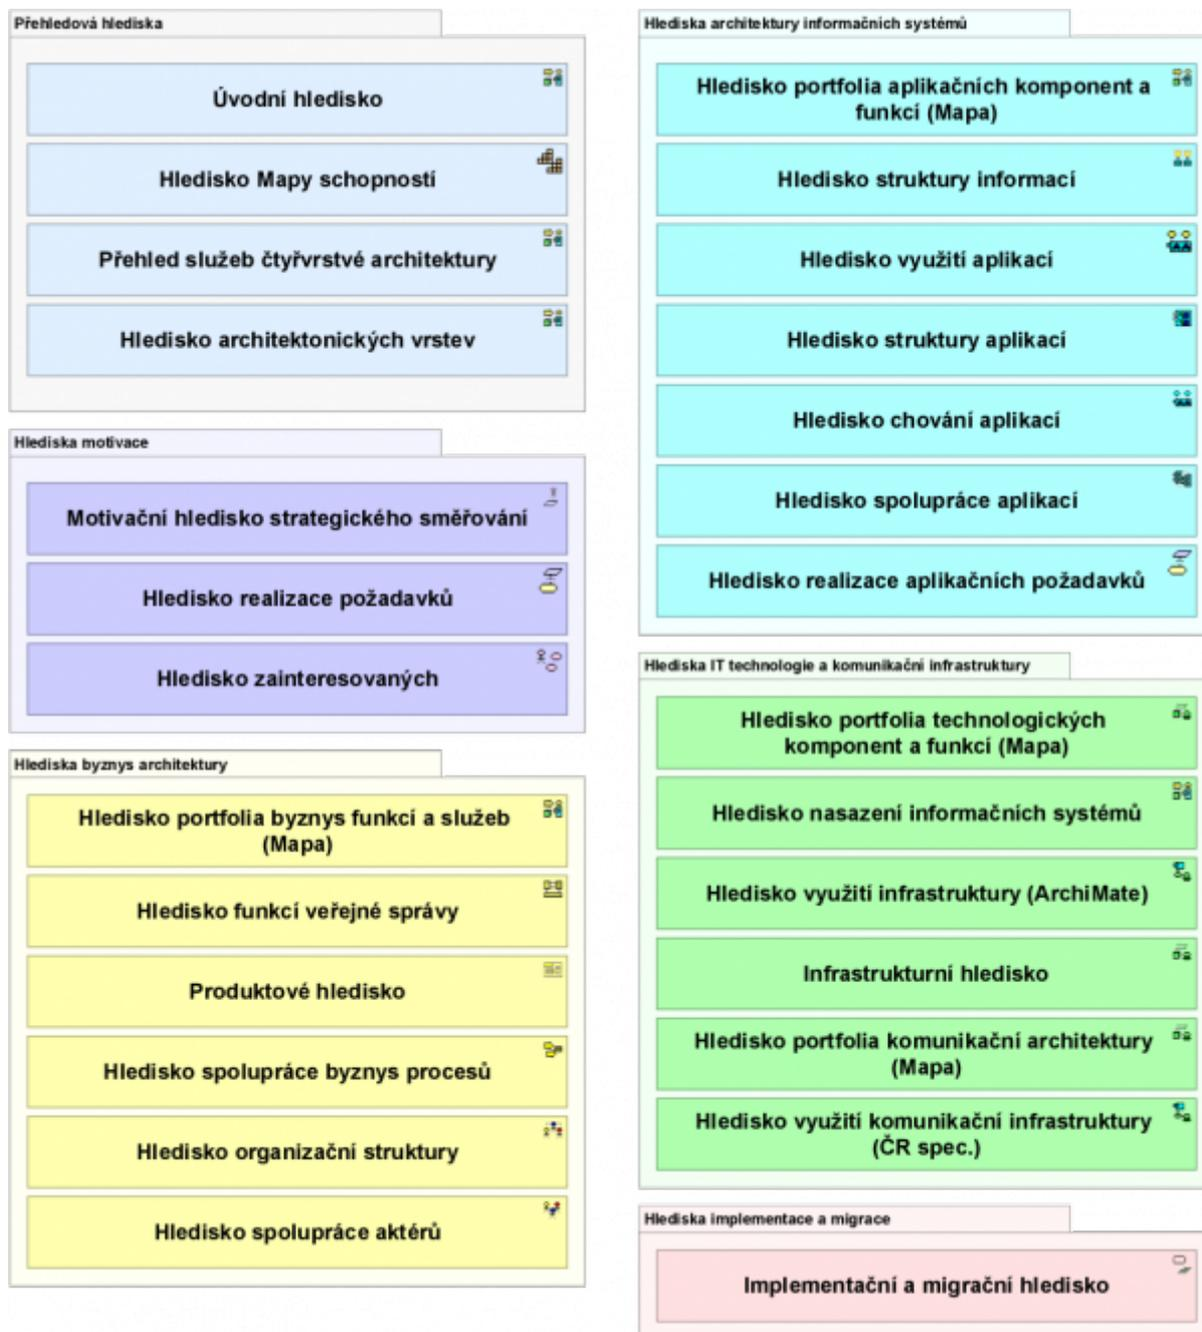 Přehledová hlediska
Úvodní hledisko
Hledisko Mapy schopností
Přehled služeb čtyřvrstvé architektury
Hledisko architektonických vrstev
Hlediska motivace
Motivační hledisko strategického směřování
Hledisko realizace požadavků
Hledisko zainteresovaných
Hlediska byznys architektury
Hledisko portfolia byznys funkcí a služeb
(Mapa)
Hledisko funkcí veřejné správy
Produktové hledisko
Hledisko spolupráce byznys procesů
Hledisko organizační struktury
Hledisko spolupráce aktérů
Hlediska architektury informačních systémů
Hledisko portfolia aplikačních komponent a
funkcí (Mapa)
Hledisko struktury informací
Hledisko využití aplikací
Hledisko struktury aplikací
Hledisko chování aplikací
Hledisko spolupráce aplikací
Hledisko realizace aplikačních požadavků
Hlediska IT technologie a komunikační infrastruktury
Hledisko portfolia technologických
komponent a funkcí (Mapa)
Hledisko nasazení informačních systémů
Hledisko využití infrastruktury (ArchiMate)
Infrastrukturní hledisko
Hledisko portfolia komunikační architektury
(Mapa)
Hledisko využití komunikační infrastruktury
(ČR spec.)
Hlediska implementace a migrace
Implementační a migrační hledisko